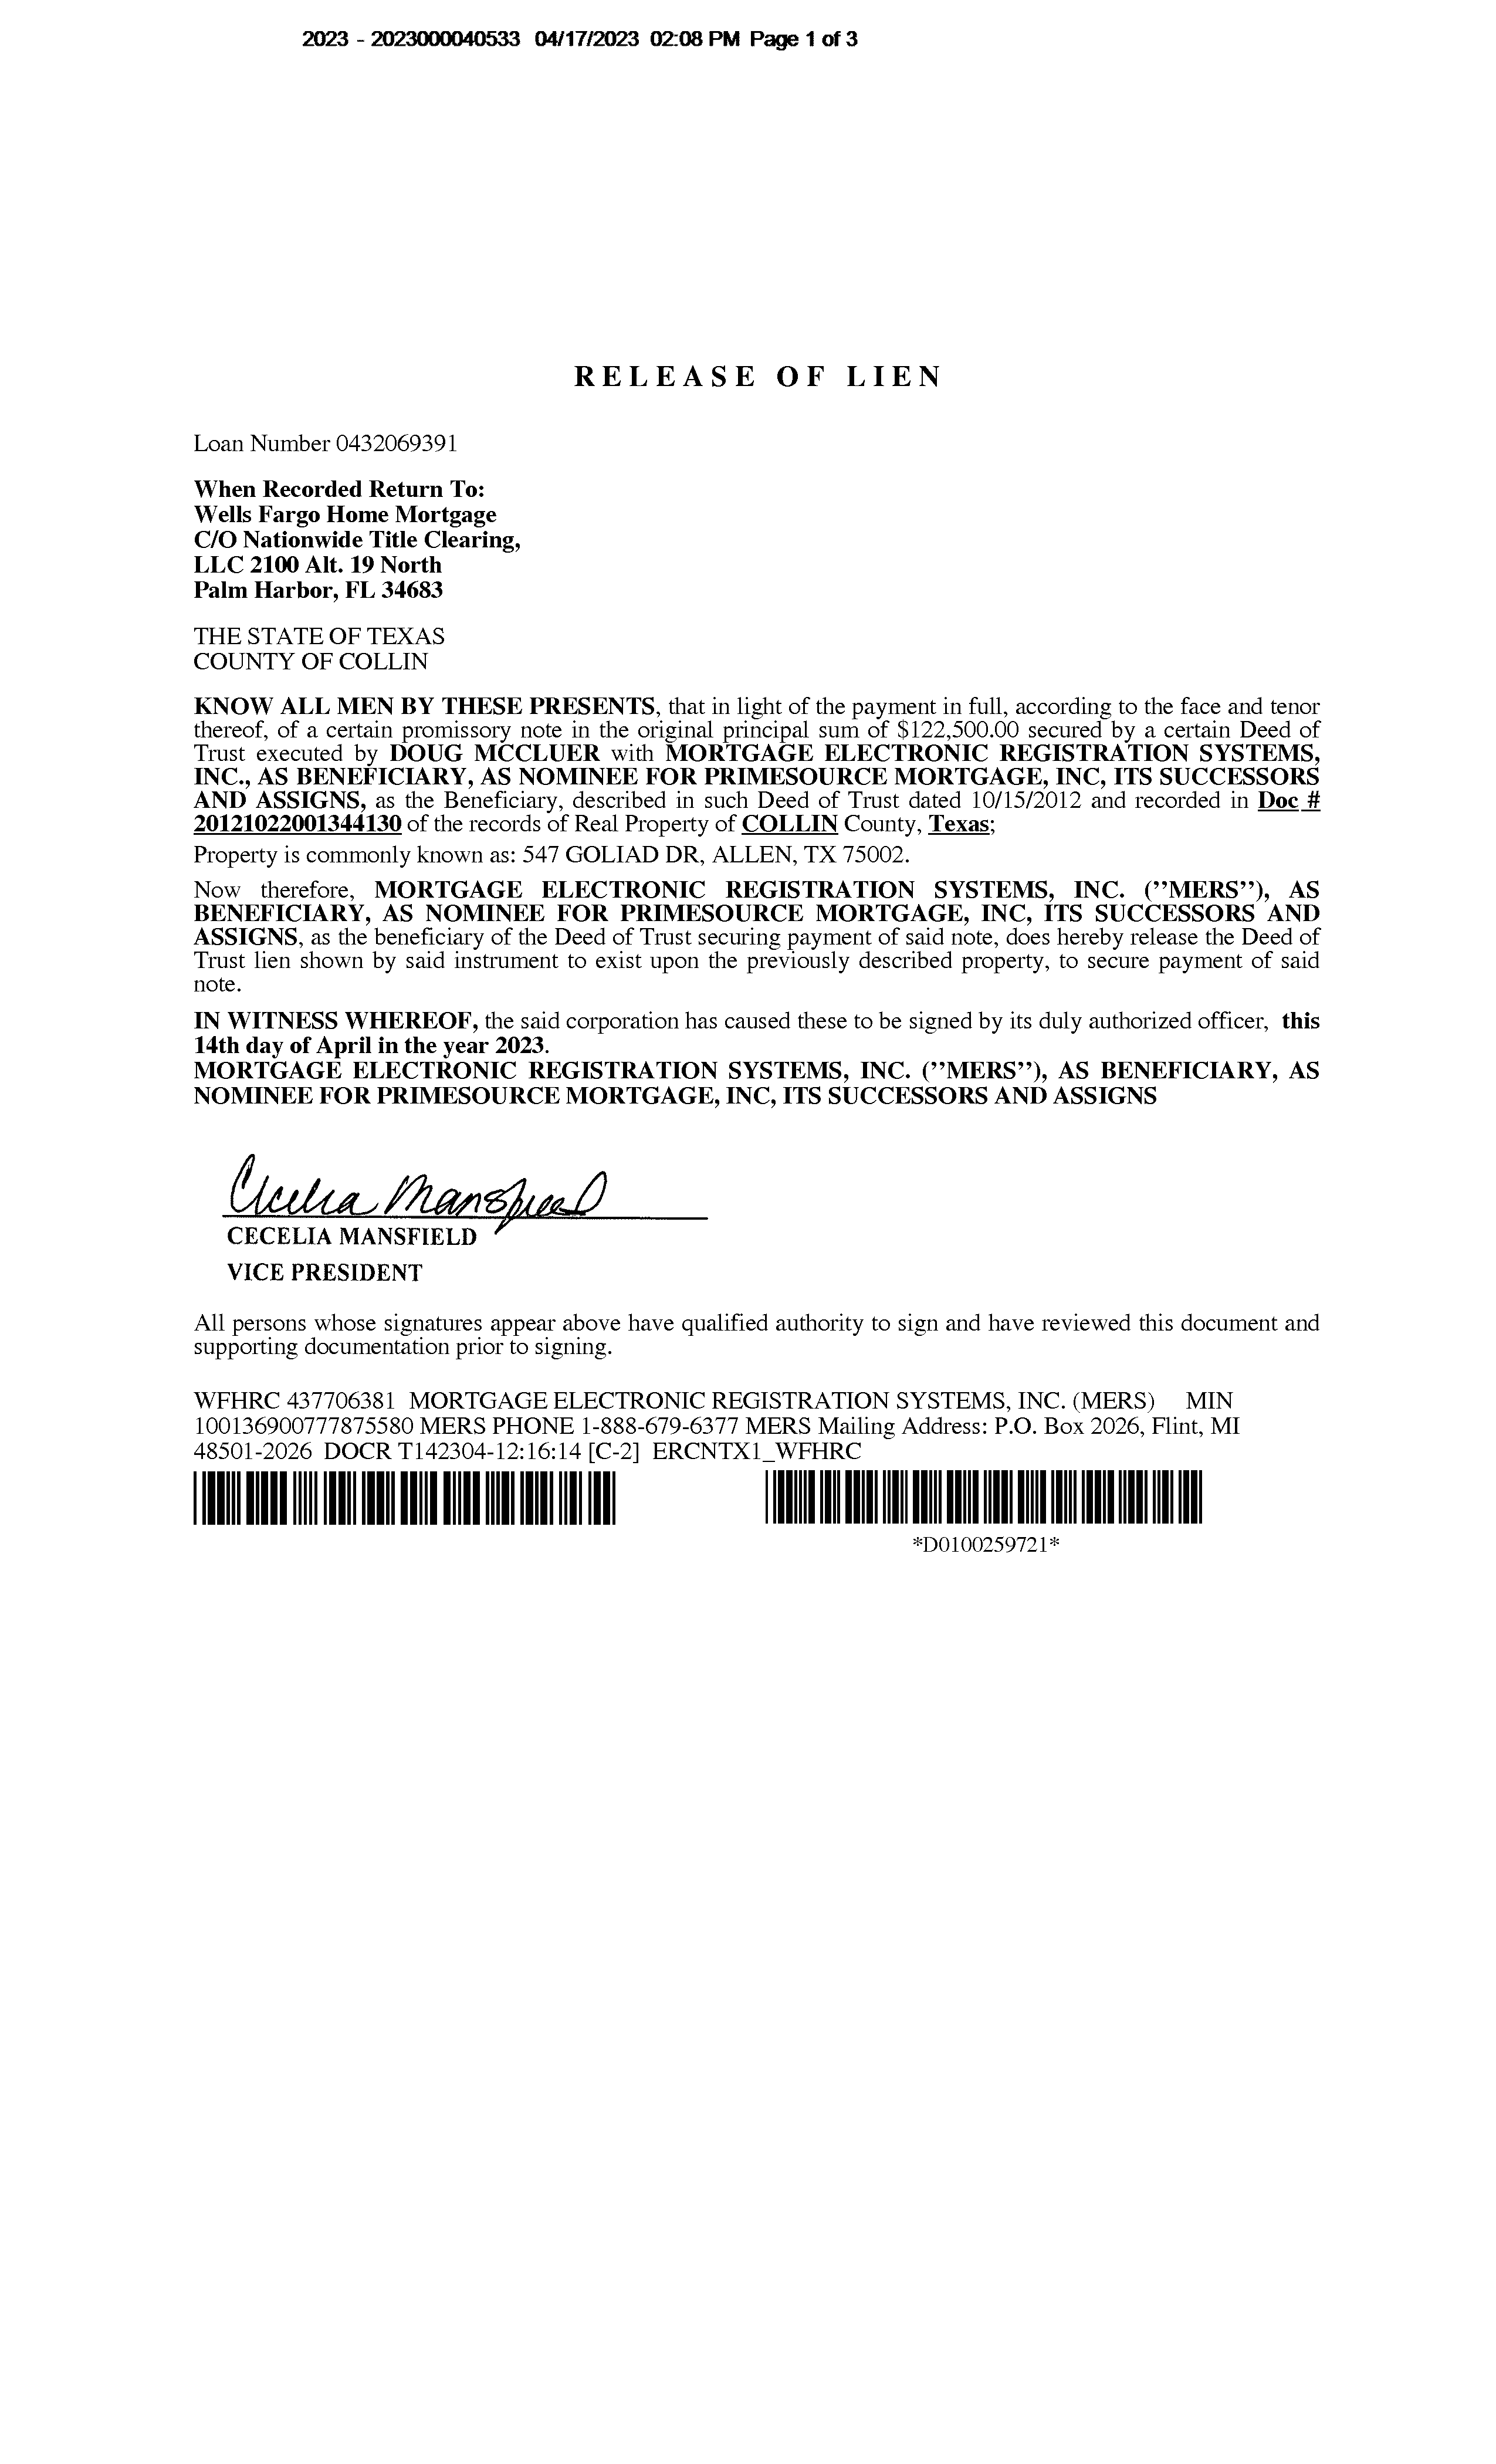 2023 - 2023000040533 04/17/2023 02:08 PM Page 1 of 3
RELEASE OF LIEN
Loan Number 0432069391
When Recorded Return To:
Wells Fargo Home Mortgage
C/O Nationwide Title Clearing,
LLC 2100 Alt. 19 North
Palm Harbor, FL 34683
THE STATE OF TEXAS
COUNTY OF COLLIN
KNOW ALL MEN BY THESE PRESENTS, that in light of the payment in full, according to the face and tenor
thereof, of a certain promissory note in the original principal sum of $122,500.00 secured by a certain Deed of
Trust executed by DOUG MCCLUER with MORTGAGE ELECTRONIC REGISTRATION SYSTEMS,
INC., AS BENEFICIARY, AS NOMINEE FOR PRIMESOURCE MORTGAGE, INC, ITS SUCCESSORS
AND ASSIGNS, as the Beneficiary, described in such Deed of Trust dated 10/15/2012 and recorded in Doc #
20121022001344130 of the records of Real Property of COLLIN County, Texas;
Property is commonly known as: 547 GOLIAD DR, ALLEN, TX 75002.
Now therefore, MORTGAGE ELECTRONIC REGISTRATION SYSTEMS, INC. (”MERS”), AS
BENEFICIARY, AS NOMINEE FOR PRIMESOURCE MORTGAGE, INC, ITS SUCCESSORS AND
ASSIGNS, as the beneficiary of the Deed of Trust securing payment of said note, does hereby release the Deed of
Trust lien shown by said instrument to exist upon the previously described property, to secure payment of said
note.
IN WITNESS WHEREOF, the said corporation has caused these to be signed by its duly authorized officer, this
14th day of April in the year 2023.
MORTGAGE ELECTRONIC REGISTRATION SYSTEMS, INC. (”MERS”), AS BENEFICIARY, AS
NOMINEE FOR PRIMESOURCE MORTGAGE, INC, ITS SUCCESSORS AND ASSIGNS
Cecelia Mansfield
CECELIA MANSFIELD
VICE PRESIDENT
All persons whose signatures appear above have qualified authority to sign and have reviewed this document and
supporting documentation prior to signing.
WFHRC 437706381 MORTGAGE ELECTRONIC REGISTRATION SYSTEMS, INC. (MERS) MIN
100136900777875580 MERS PHONE 1-888-679-6377 MERS Mailing Address: P.O. Box 2026, Flint, MI
48501-2026 DOCR T142304-12:16:14 [C-2] ERCNTX1_WFHRC
*D0100259721*